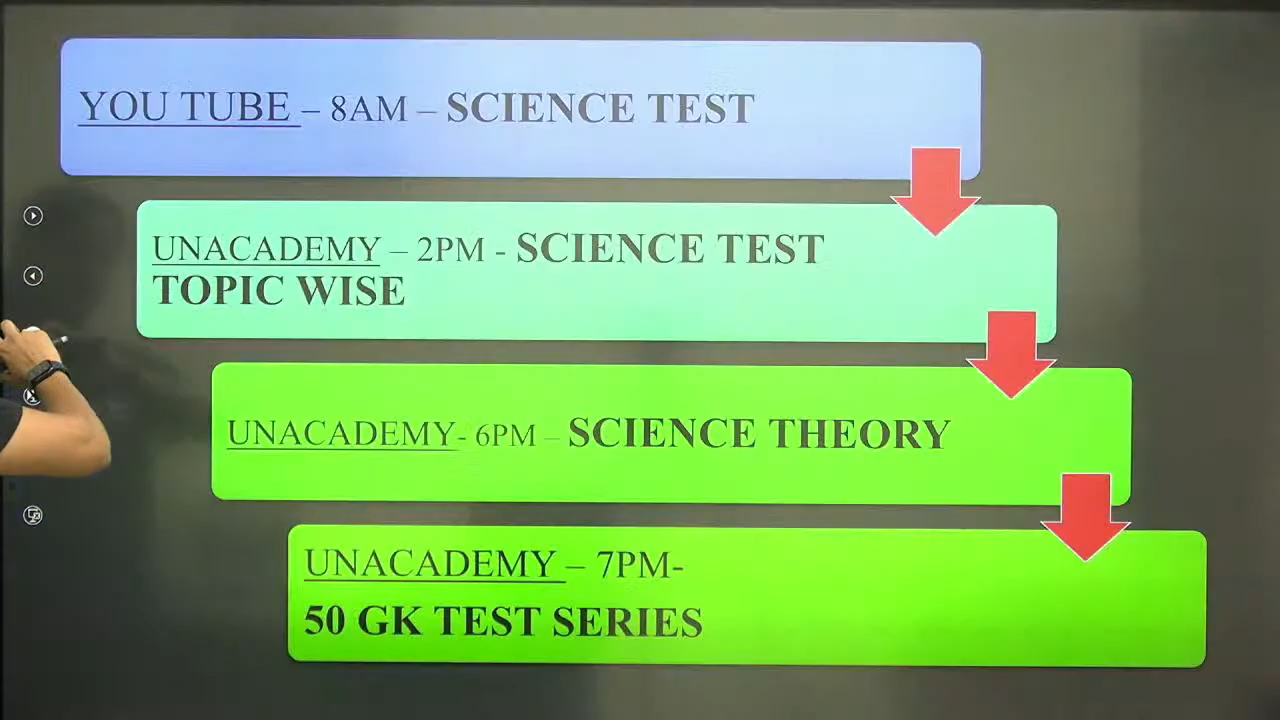 YOU TUBE – 8AM – SCIENCE TEST
UNACADEMY – 2PM - SCIENCE TEST
TOPIC WISE
UNACADEMY- 6PM – SCIENCE THEORY
UNACADEMY – 7PM-
50 GK TEST SERIES